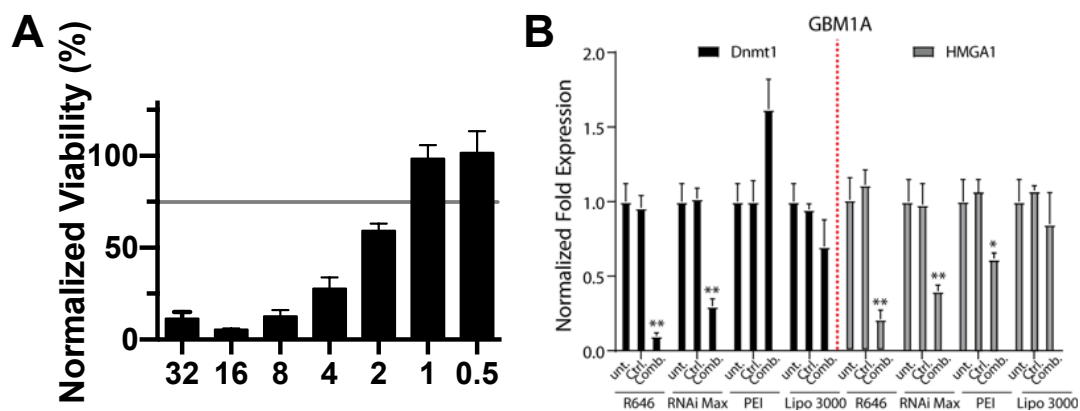 A
Normalized Viability (%)
100
50
0
32 16 8 4 2 1 0.5
B
GBM1A
Dnmt1 HMGA1
Normalized Fold Expression
2.0
1.5
1.0
0.5
0.0
** ** ** ** *
unt. Ctrl. Comb. unt. Ctrl. Comb. unt. Ctrl. Comb. unt. Ctrl. Comb. unt. Ctrl. Comb. unt. Ctrl. Comb. unt. Ctrl. Comb. unt. Ctrl. Comb.
R646 RNAi Max PEI Lipo 3000 R646 RNAi Max PEI Lipo 3000